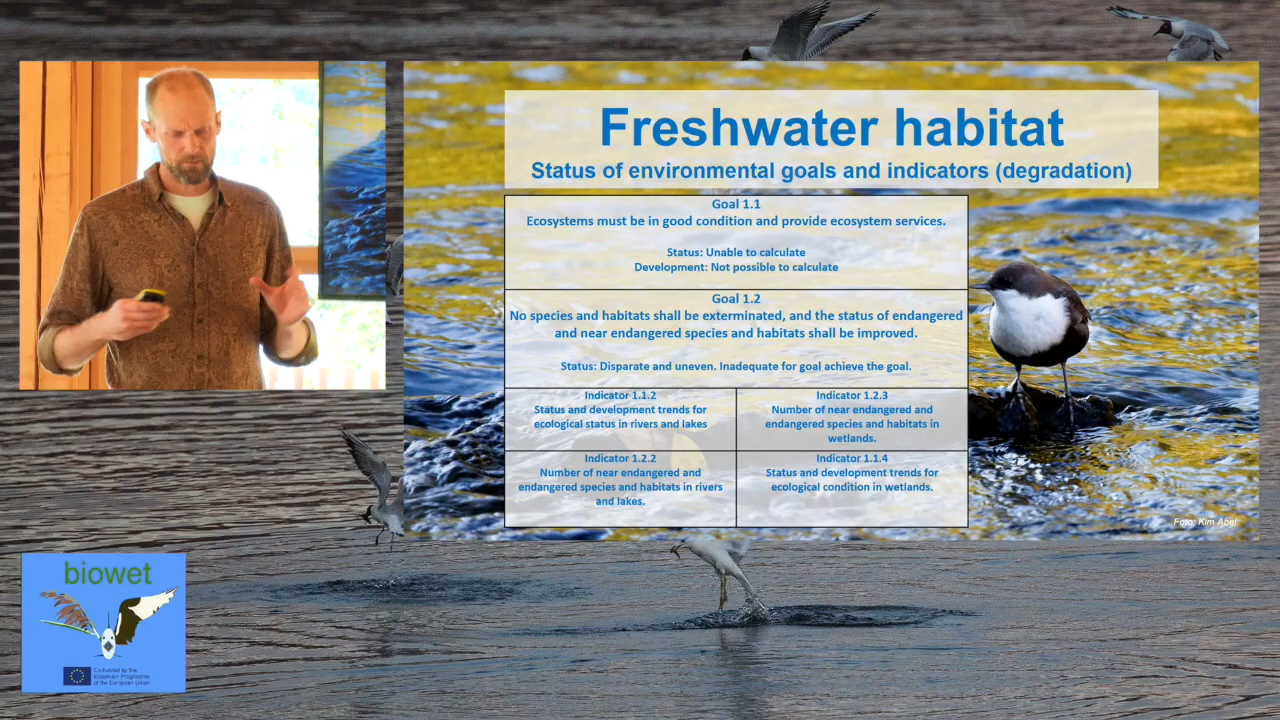 Freshwater habitat
Status of environmental goals and indicators (degradation)
Goal 1.1
Ecosystems must be in good condition and provide ecosystem services.
Status: Unable to calculate
Development: Not possible to calculate
Goal 1.2
No species and habitats shall be exterminated, and the status of endangered
and near endangered species and habitats shall be improved.
Status: Disparate and uneven. Inadequate for goal achieve the goal.
Indicator 1.1.2
Status and development trends for
ecological status in rivers and lakes
Indicator 1.2.3
Number of near endangered and
endangered species and habitats in
wetlands.
Indicator 1.2.2
Number of near endangered and
endangered species and habitats in rivers
and lakes.
Indicator 1.1.4
Status and development trends for
ecological condition in wetlands.
Foto: Kim Abel
biowet
Co-funded by the
Erasmus+ Programme
of the European Union